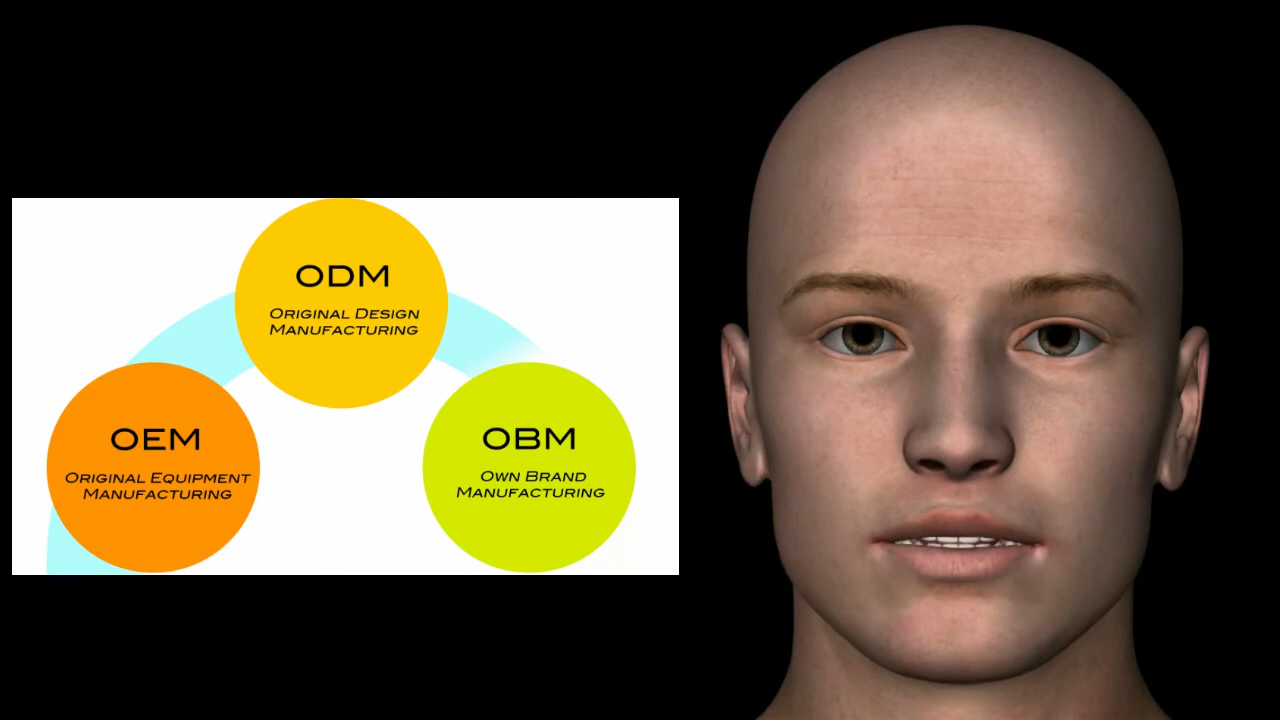 ODM
Original Design
Manufacturing
OEM
Original Equipment
Manufacturing
OBM
Own Brand
Manufacturing